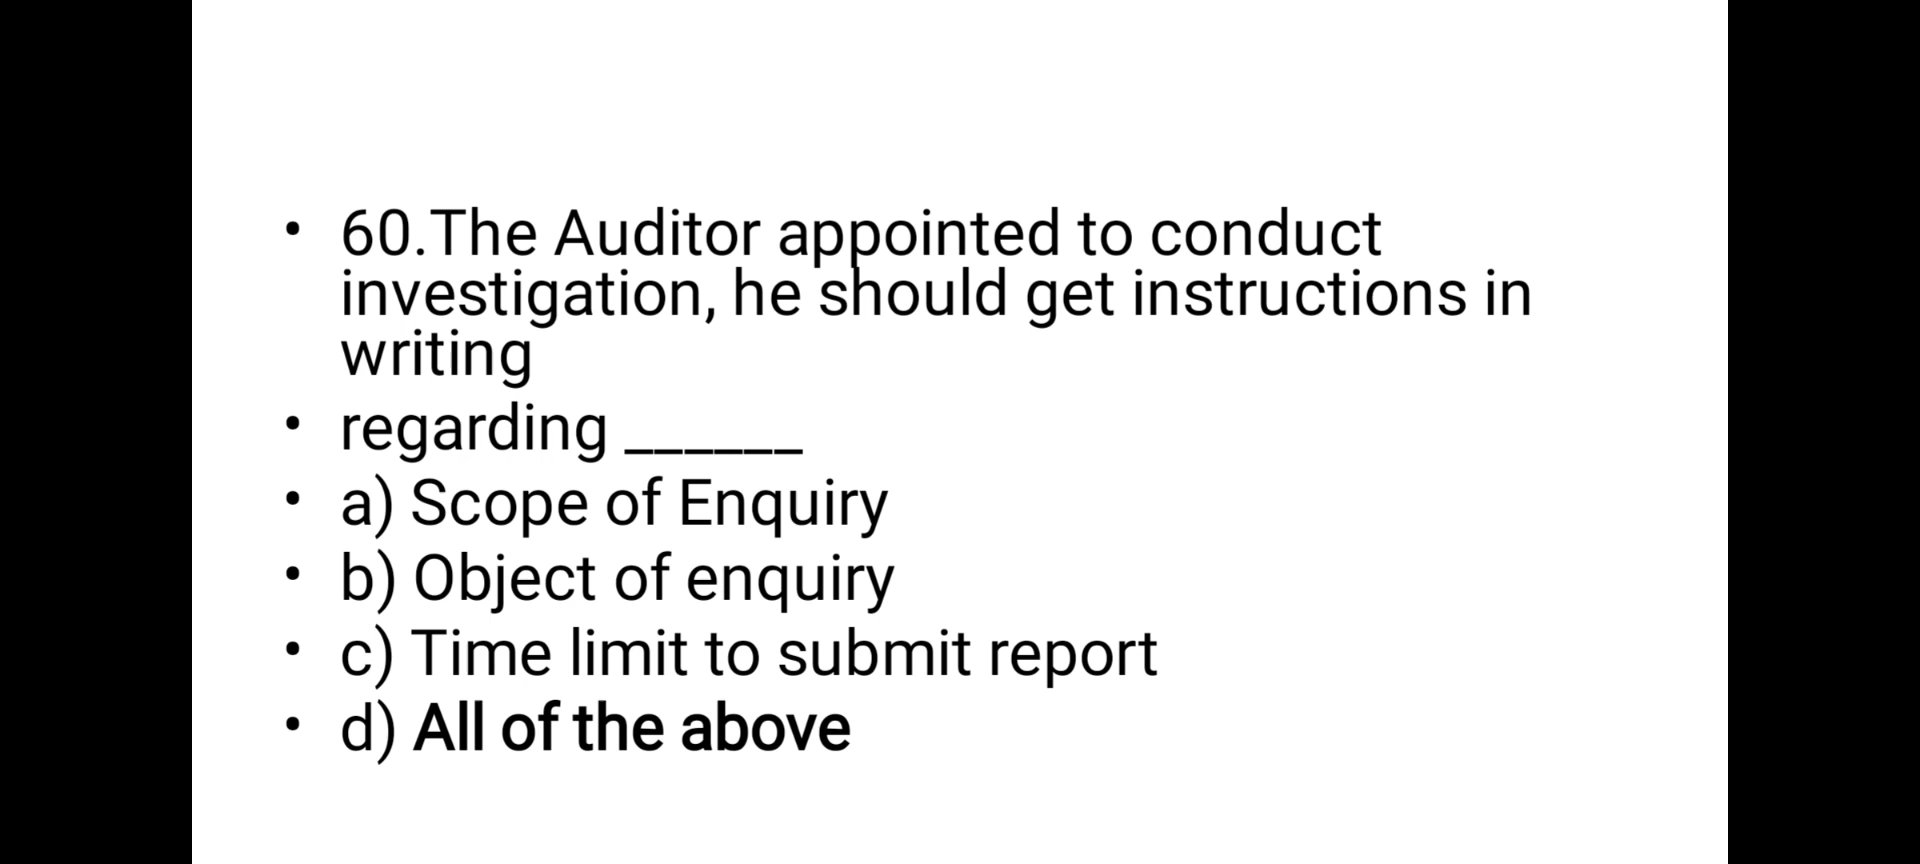 • 60.The Auditor appointed to conduct
investigation, he should get instructions in
writing
• regarding ______
• a) Scope of Enquiry
• b) Object of enquiry
• c) Time limit to submit report
• d) All of the above